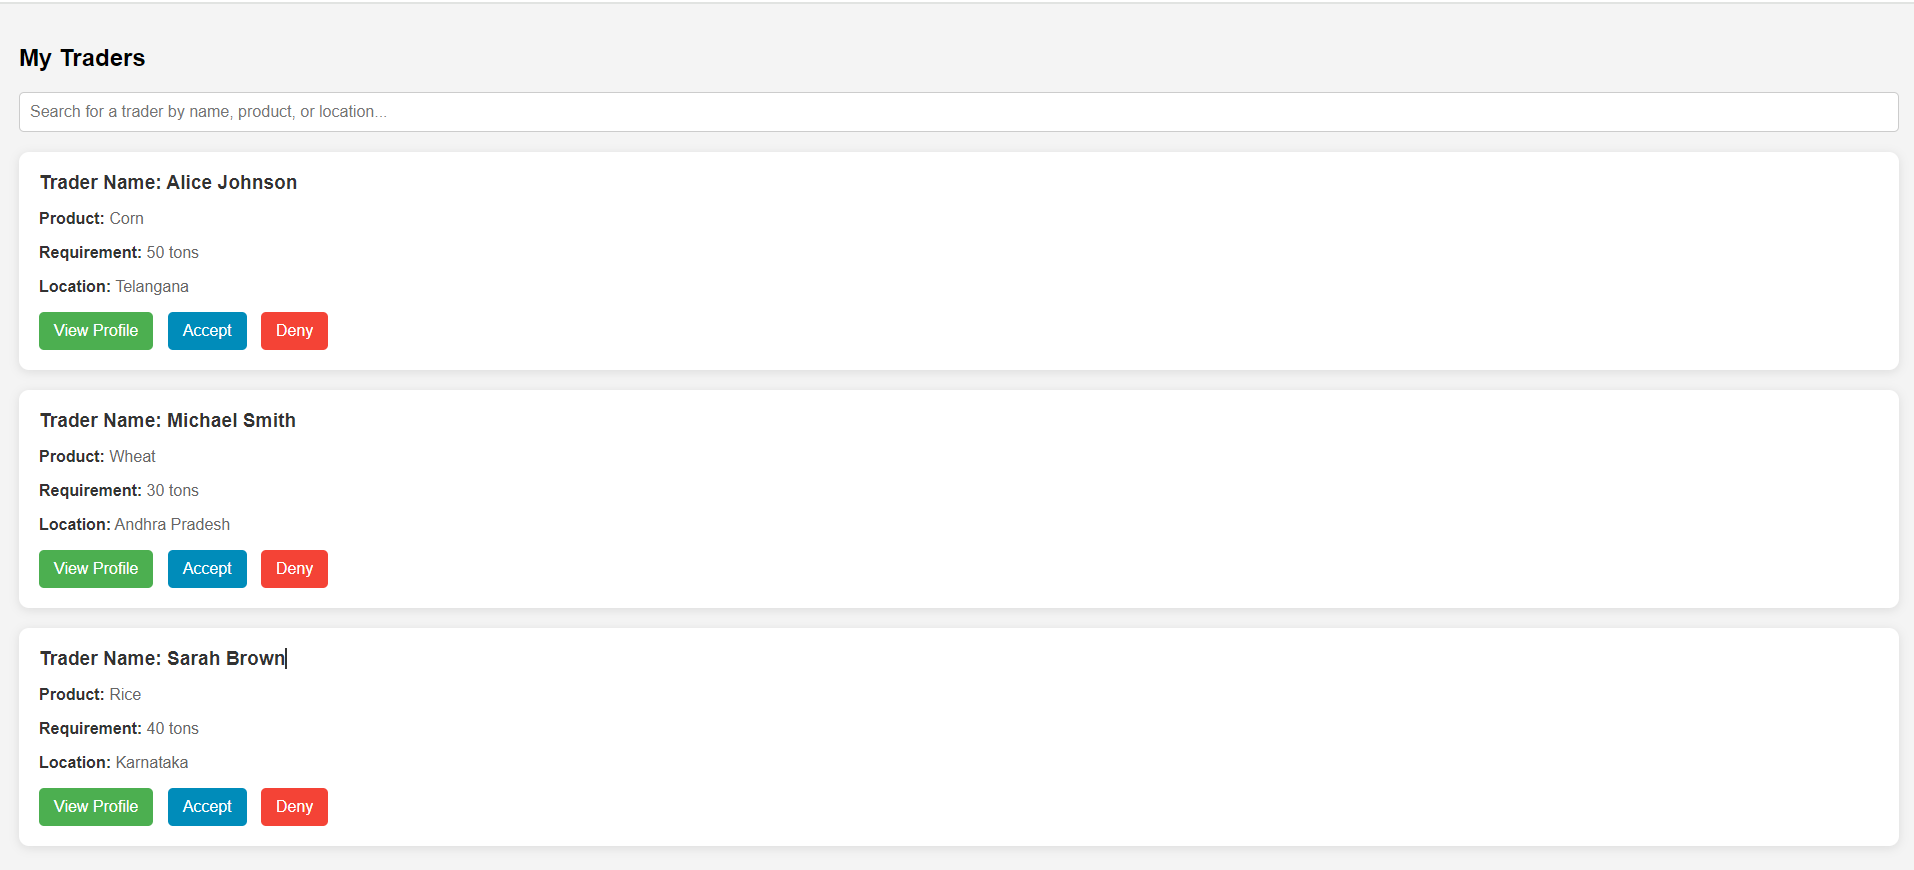 My Traders
Search for a trader by name, product, or location...
Trader Name: Alice Johnson
Product: Corn
Requirement: 50 tons
Location: Telangana
View Profile Accept Deny
Trader Name: Michael Smith
Product: Wheat
Requirement: 30 tons
Location: Andhra Pradesh
View Profile Accept Deny
Trader Name: Sarah Brown
Product: Rice
Requirement: 40 tons
Location: Karnataka
View Profile Accept Deny